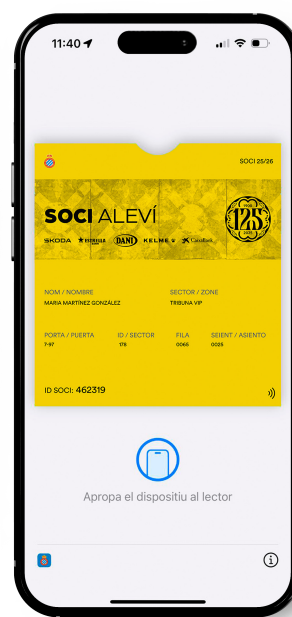 11:40
SOCI 25/26
SOCI ALEVÍ
125
SKODA ESTRELLA DANI KELME CaixaBank
NOM / NOMBRE SECTOR / ZONE
MARIA MARTÍNEZ GONZÁLEZ TRIBUNA VIP
PORTA / PUERTA ID / SECTOR FILA SEIENT / ASIENTO
7-97 178 0065 0025
ID SOCI: 462319
Apropa el dispositiu al lector